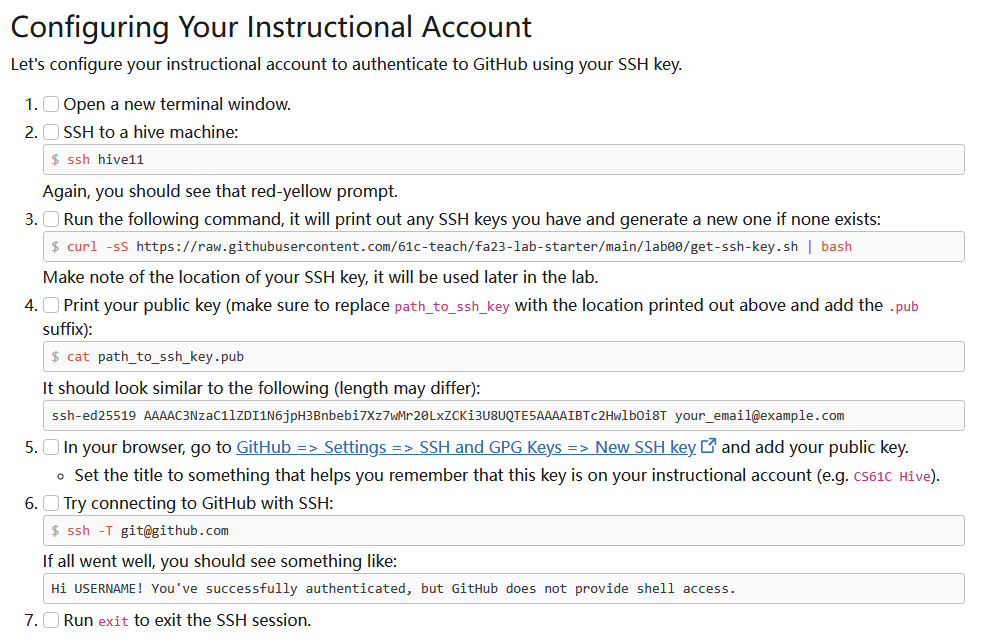 Configuring Your Instructional Account
Let's configure your instructional account to authenticate to GitHub using your SSH key.
1. Open a new terminal window.
2. SSH to a hive machine:
$ ssh hive11
Again, you should see that red-yellow prompt.
3. Run the following command, it will print out any SSH keys you have and generate a new one if none exists:
$ curl -sS https://raw.githubusercontent.com/61c-teach/fa23-lab-starter/main/lab00/get-ssh-key.sh | bash
Make note of the location of your SSH key, it will be used later in the lab.
4. Print your public key (make sure to replace path_to_ssh_key with the location printed out above and add the .pub
suffix):
$ cat path_to_ssh_key.pub
It should look similar to the following (length may differ):
ssh-ed25519 AAAAC3NzaC1lZDI1N6jpH3Bnbebi7Xz7wMr20LxZCKi3U8UQTE5AAAAIBTc2HwlbOi8T your_email@example.com
5. In your browser, go to GitHub => Settings => SSH and GPG Keys => New SSH key and add your public key.
Set the title to something that helps you remember that this key is on your instructional account (e.g. CS61C Hive).
6. Try connecting to GitHub with SSH:
$ ssh -T git@github.com
If all went well, you should see something like:
Hi USERNAME! You've successfully authenticated, but GitHub does not provide shell access.
7. Run exit to exit the SSH session.